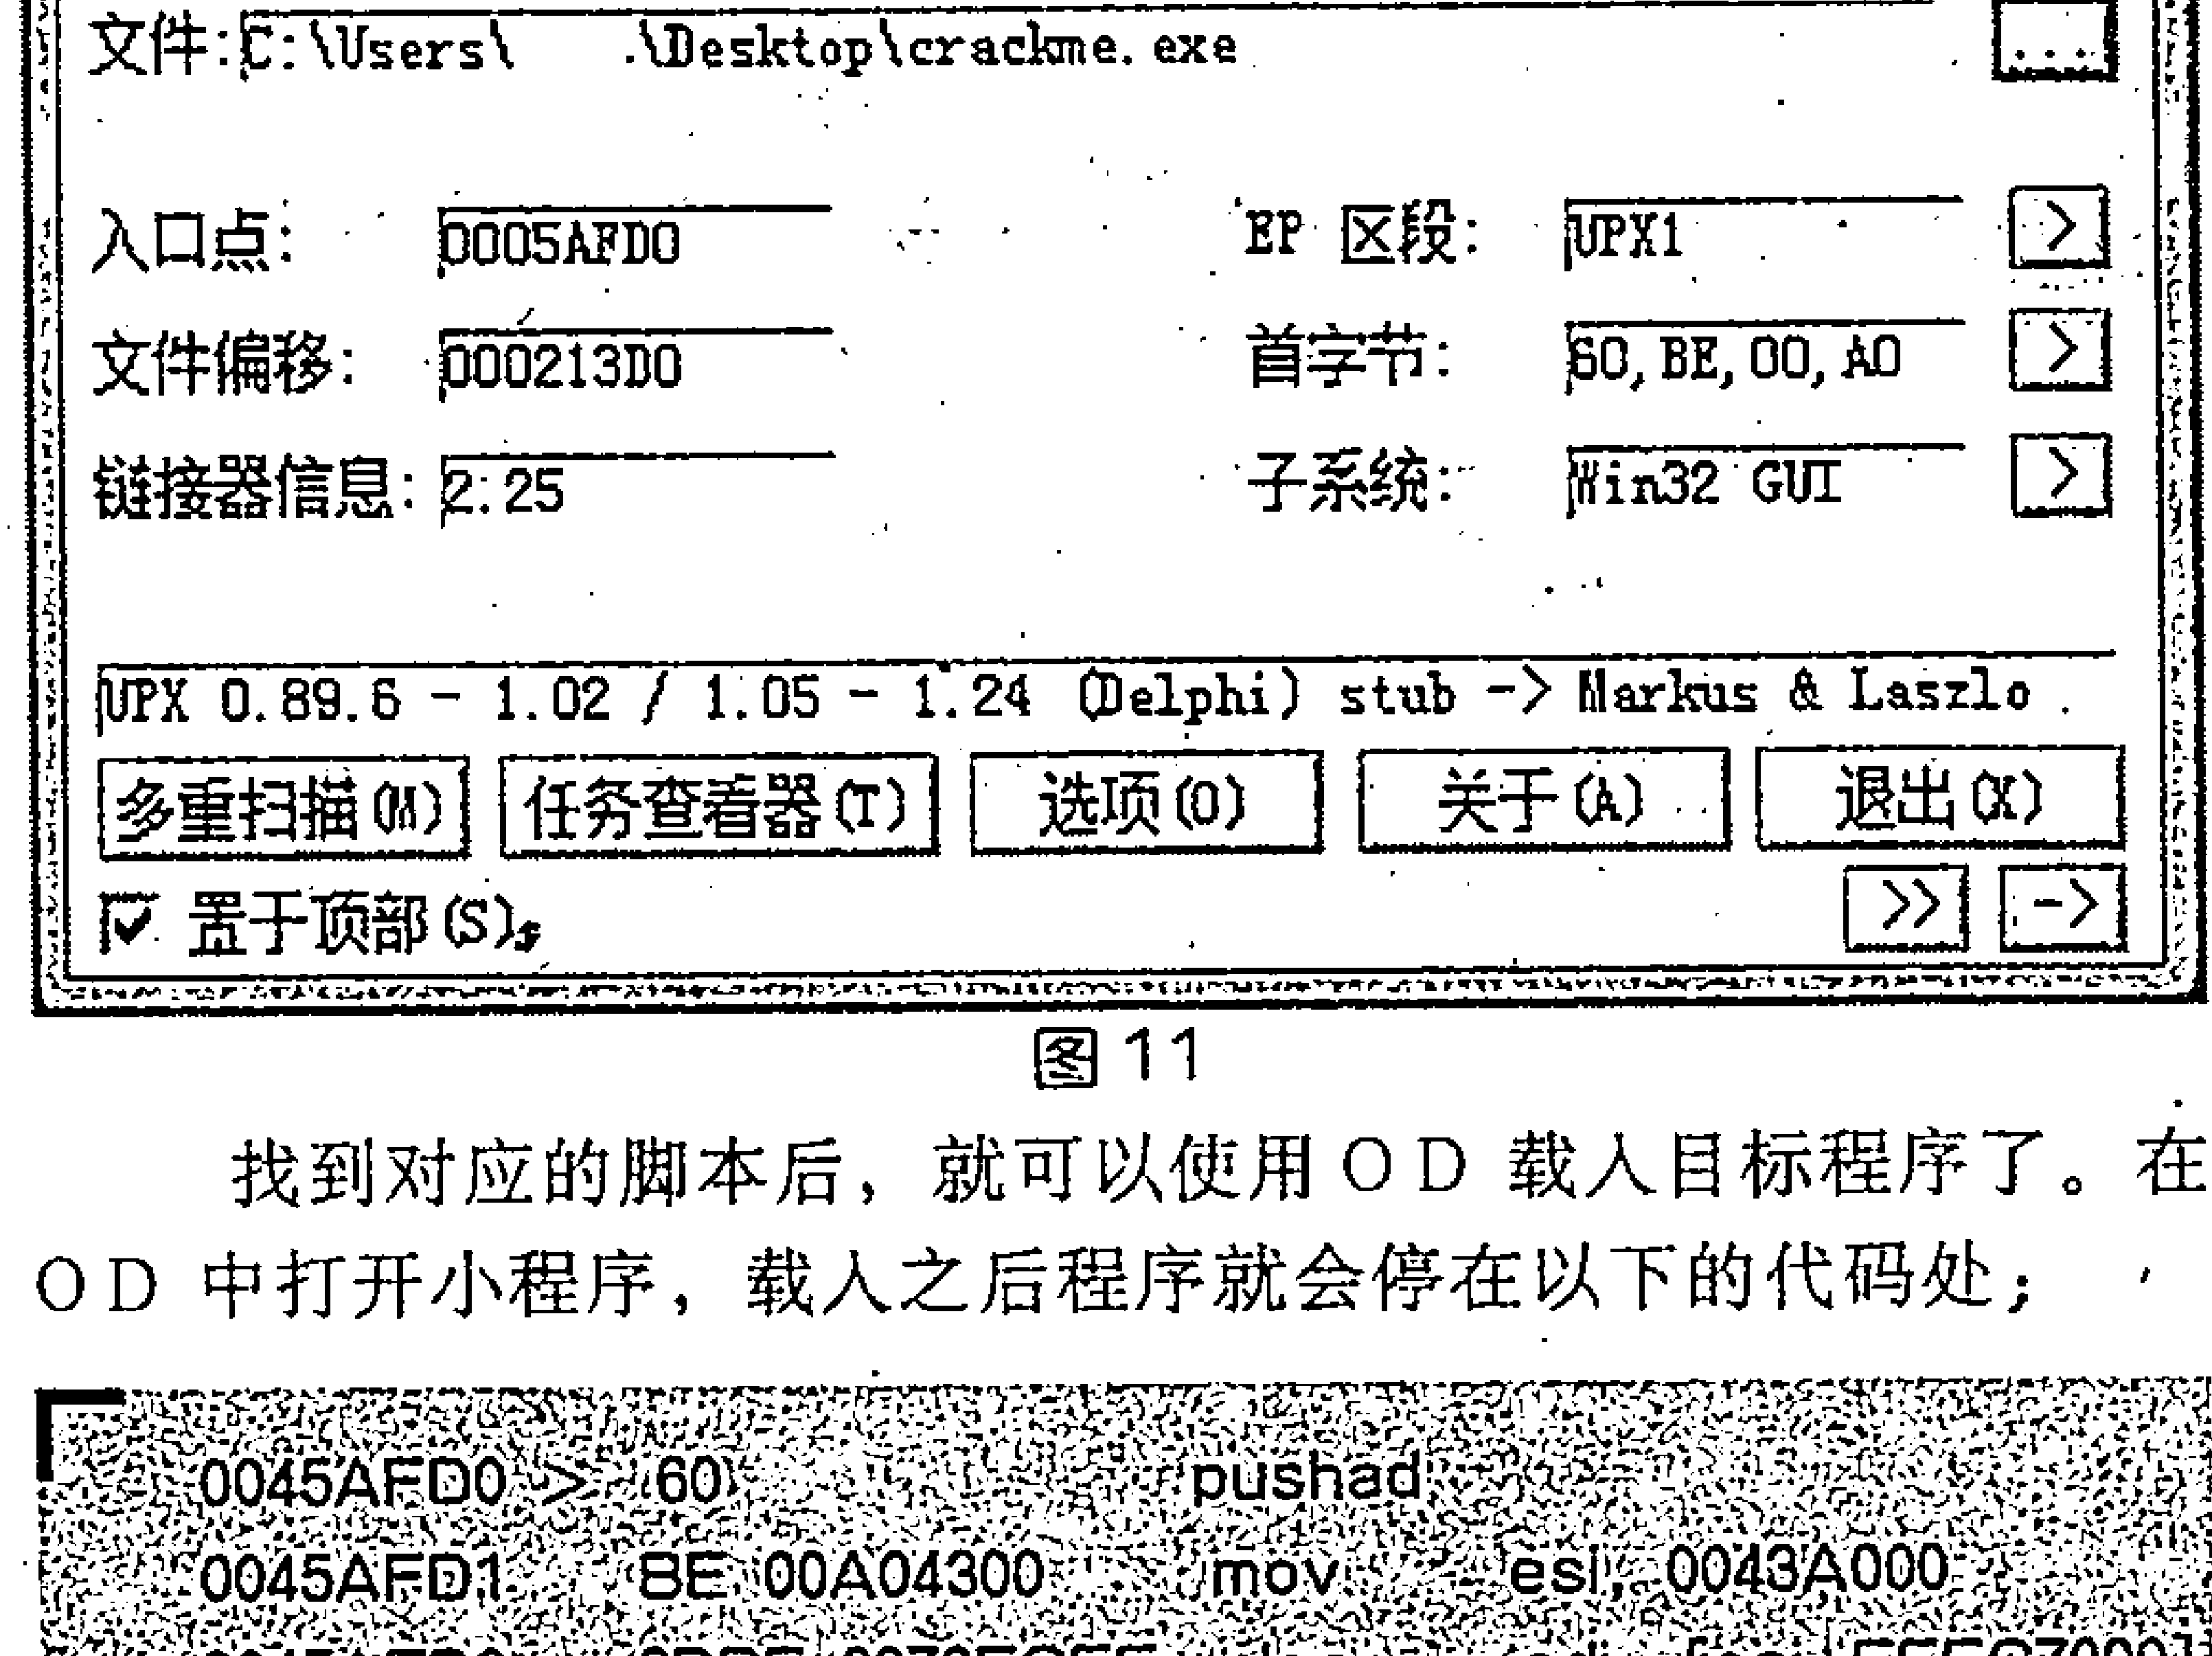 文件: C:\Users\ .\Desktop\crackme.exe ...
入口点: 0005AFD0 EP 区段: UPX1 >
文件偏移: 000213D0 首字节: 60,BE,00,A0 >
链接器信息: 2.25 子系统: Win32 GUI >
UPX 0.89.6 - 1.02 / 1.05 - 1.24 (Delphi) stub -> Markus & Laszlo
多重扫描(M) 任务查看器(T) 选项(O) 关于(A) 退出(X)
置于顶部(S) >> ->
图 11
找到对应的脚本后，就可以使用OD 载入目标程序了。在
OD 中打开小程序，载入之后程序就会停在以下的代码处；
0045AFD0 > 60 pushad
0045AFD1 BE 00A04300 mov esi, 0043A000